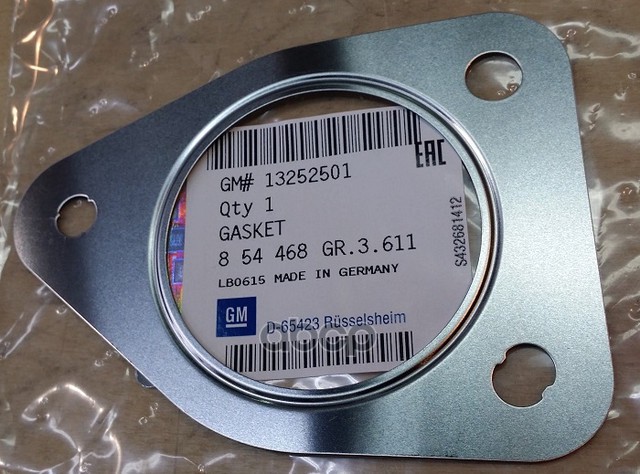 EAC
GM# 13252501
Qty 1
GASKET
8 54 468 GR.3.611
LB0615 MADE IN GERMANY
GM D-65423 Rüsselsheim
S432681412